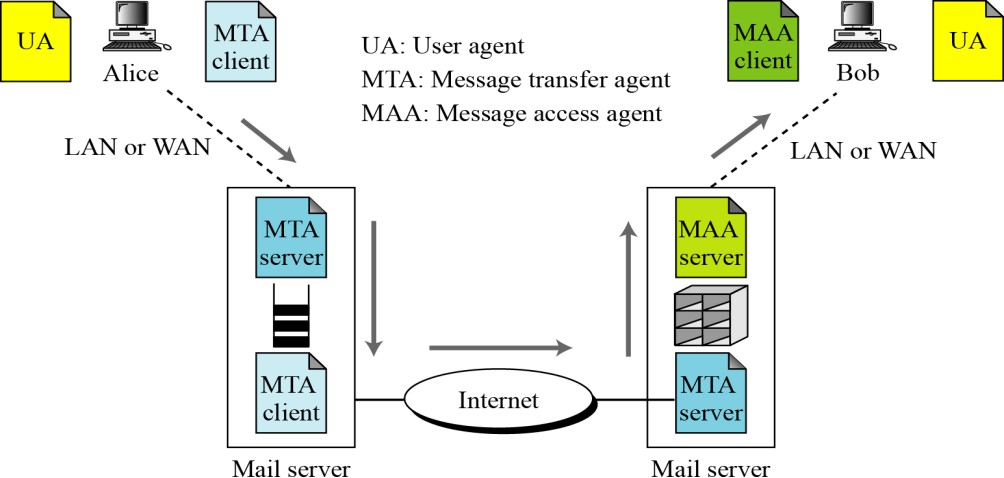 UA
Alice
MTA
client
UA: User agent
MTA: Message transfer agent
MAA: Message access agent
MAA
client
Bob
UA
LAN or WAN
LAN or WAN
MTA
server
MTA
client
Mail server
Internet
MAA
server
MTA
server
Mail server